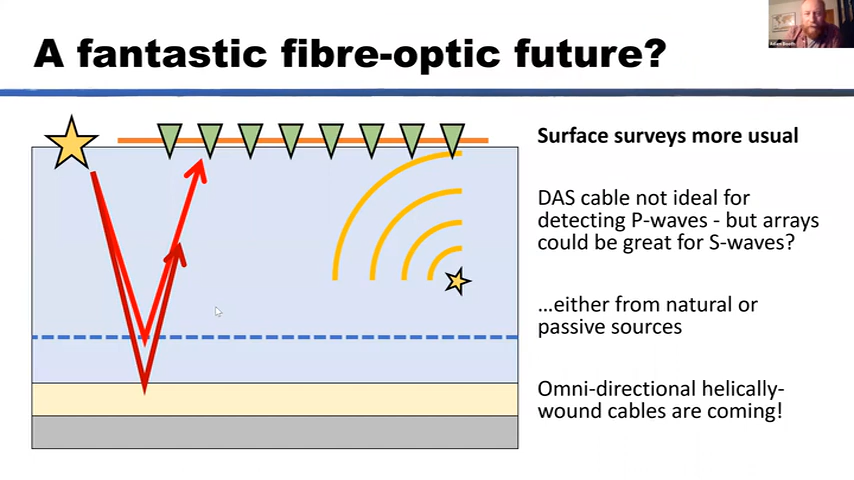 A fantastic fibre-optic future?
Surface surveys more usual
DAS cable not ideal for
detecting P-waves - but arrays
could be great for S-waves?
...either from natural or
passive sources
Omni-directional helically-
wound cables are coming!